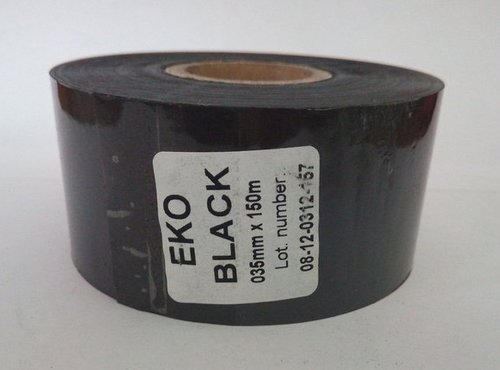 EKO
BLACK
035mm x 150m
Lot. number:
08-12-0312-157